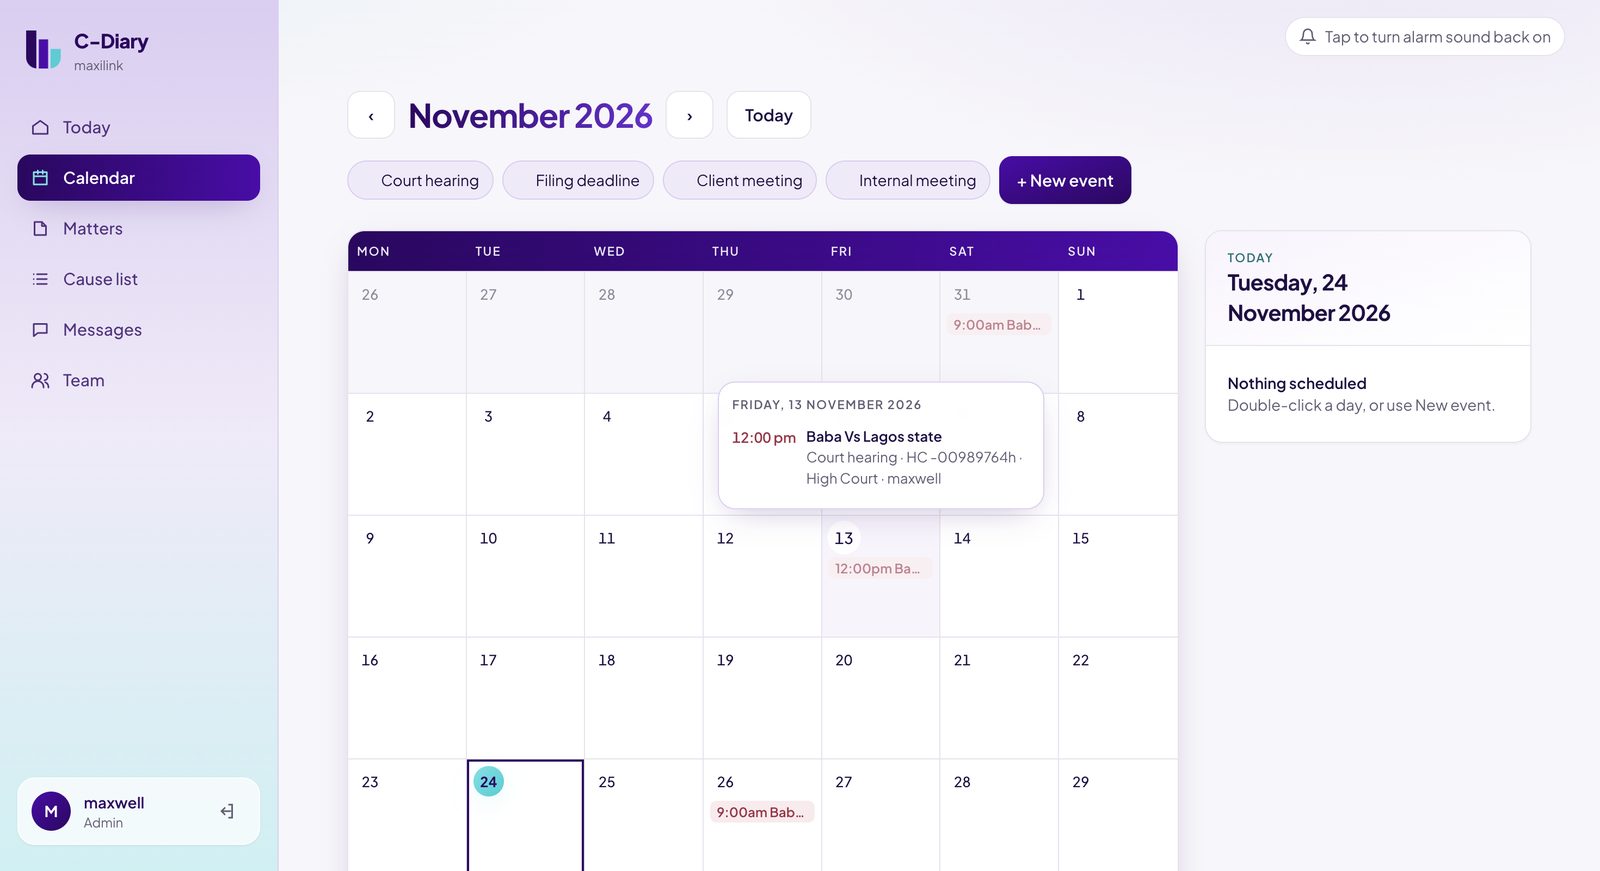 C-Diary
maxilink
Today
Calendar
Matters
Cause list
Messages
Team
maxwell
Admin
M
Tap to turn alarm sound back on
‹ November 2026 › Today
Court hearing Filing deadline Client meeting Internal meeting + New event
MON TUE WED THU FRI SAT SUN
26 27 28 29 30 31 1
9:00am Bab...
2 3 4 8
FRIDAY, 13 NOVEMBER 2026
12:00 pm Baba Vs Lagos state
Court hearing · HC -00989764h ·
High Court · maxwell
9 10 11 12 13 14 15
12:00pm Ba...
16 17 18 19 20 21 22
23 24 25 26 27 28 29
9:00am Bab...
TODAY
Tuesday, 24
November 2026
Nothing scheduled
Double-click a day, or use New event.